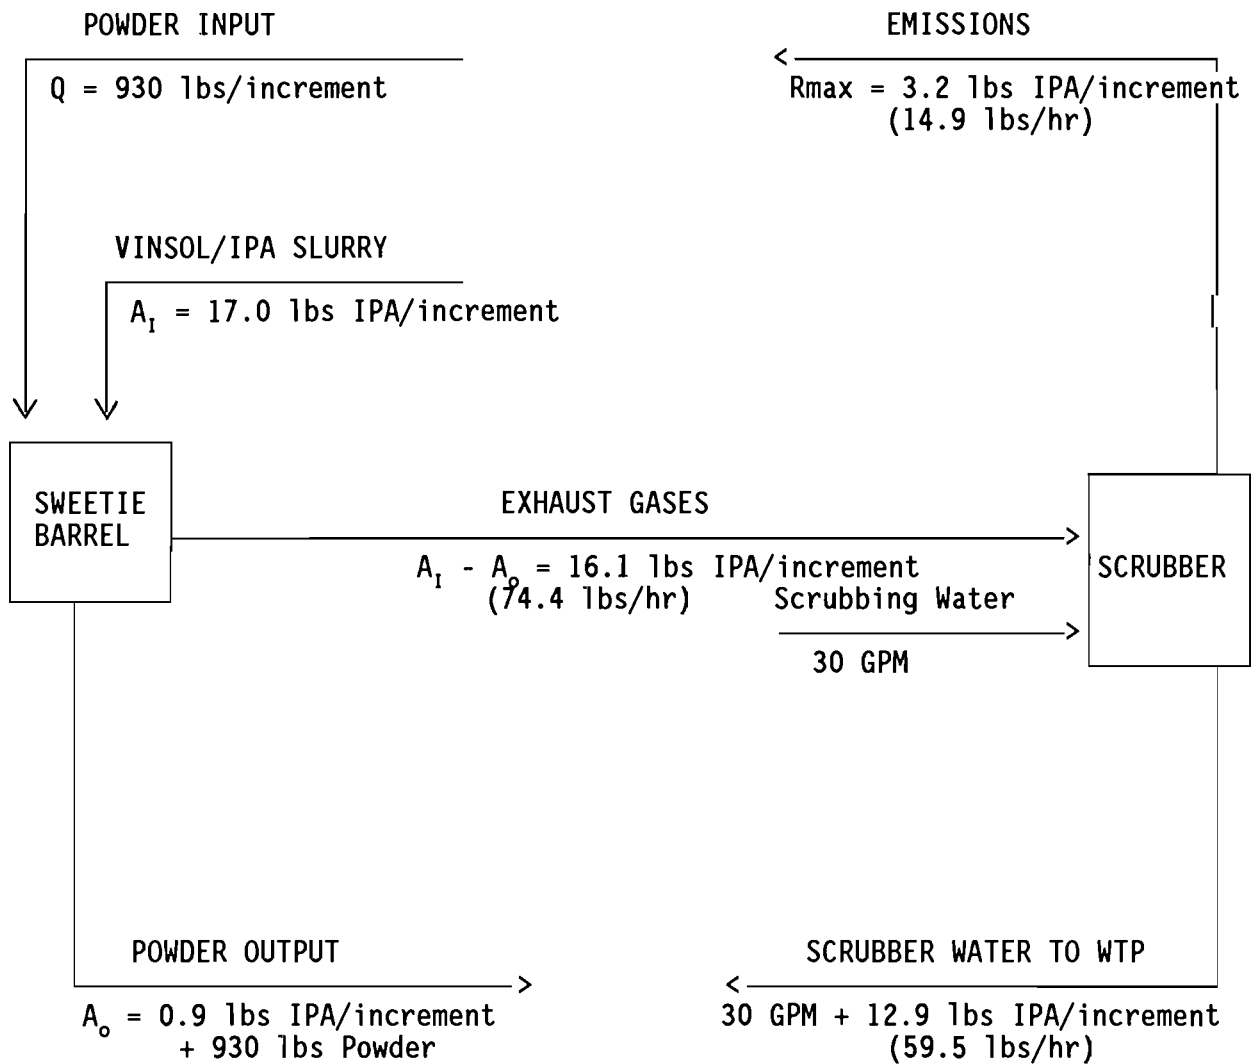 POWDER INPUT
Q = 930 lbs/increment
EMISSIONS
Rmax = 3.2 lbs IPA/increment
(14.9 lbs/hr)
VINSOL/IPA SLURRY
A_I = 17.0 lbs IPA/increment
SWEETIE
BARREL
EXHAUST GASES
A_I - A_o = 16.1 lbs IPA/increment
(74.4 lbs/hr)
Scrubbing Water
30 GPM
SCRUBBER
POWDER OUTPUT
A_o = 0.9 lbs IPA/increment
+ 930 lbs Powder
SCRUBBER WATER TO WTP
30 GPM + 12.9 lbs IPA/increment
(59.5 lbs/hr)